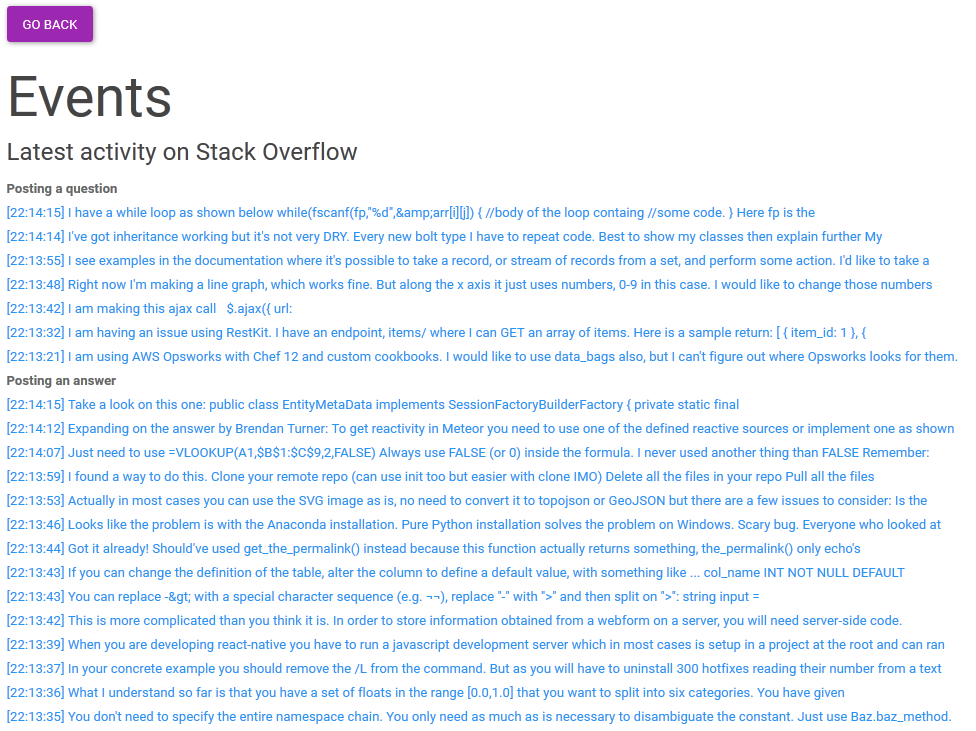 GO BACK
Events
Latest activity on Stack Overflow
Posting a question
[22:14:15] I have a while loop as shown below while(fscanf(fp,"%d",&amp;arr[i][j]) { //body of the loop containg //some code. } Here fp is the
[22:14:14] I've got inheritance working but it's not very DRY. Every new bolt type I have to repeat code. Best to show my classes then explain further My
[22:13:55] I see examples in the documentation where it's possible to take a record, or stream of records from a set, and perform some action. I'd like to take a
[22:13:48] Right now I'm making a line graph, which works fine. But along the x axis it just uses numbers, 0-9 in this case. I would like to change those numbers
[22:13:42] I am making this ajax call $.ajax({ url:
[22:13:32] I am having an issue using RestKit. I have an endpoint, items/ where I can GET an array of items. Here is a sample return: [ { item_id: 1 }, {
[22:13:21] I am using AWS Opsworks with Chef 12 and custom cookbooks. I would like to use data_bags also, but I can't figure out where Opsworks looks for them.
Posting an answer
[22:14:15] Take a look on this one: public class EntityMetaData implements SessionFactoryBuilderFactory { private static final
[22:14:12] Expanding on the answer by Brendan Turner: To get reactivity in Meteor you need to use one of the defined reactive sources or implement one as shown
[22:14:07] Just need to use =VLOOKUP(A1,$B$1:$C$9,2,FALSE) Always use FALSE (or 0) inside the formula. I never used another thing than FALSE Remember:
[22:13:59] I found a way to do this. Clone your remote repo (can use init too but easier with clone IMO) Delete all the files in your repo Pull all the files
[22:13:53] Actually in most cases you can use the SVG image as is, no need to convert it to topojson or GeoJSON but there are a few issues to consider: Is the
[22:13:46] Looks like the problem is with the Anaconda installation. Pure Python installation solves the problem on Windows. Scary bug. Everyone who looked at
[22:13:44] Got it already! Should've used get_the_permalink() instead because this function actually returns something, the_permalink() only echo's
[22:13:43] If you can change the definition of the table, alter the column to define a default value, with something like ... col_name INT NOT NULL DEFAULT
[22:13:43] You can replace -&gt; with a special character sequence (e.g. ¬¬), replace "-" with ">" and then split on ">": string input =
[22:13:42] This is more complicated than you think it is. In order to store information obtained from a webform on a server, you will need server-side code.
[22:13:39] When you are developing react-native you have to run a javascript development server which in most cases is setup in a project at the root and can ran
[22:13:37] In your concrete example you should remove the /L from the command. But as you will have to uninstall 300 hotfixes reading their number from a text
[22:13:36] What I understand so far is that you have a set of floats in the range [0.0,1.0] that you want to split into six categories. You have given
[22:13:35] You don't need to specify the entire namespace chain. You only need as much as is necessary to disambiguate the constant. Just use Baz.baz_method.